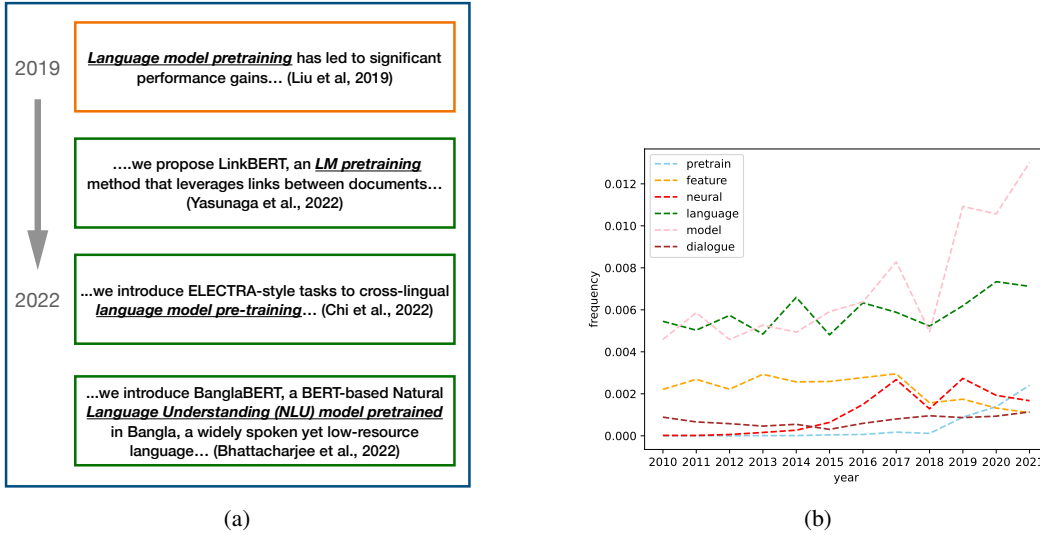 2019
Language model pretraining has led to significant
performance gains… (Liu et al, 2019)
….we propose LinkBERT, an LM pretraining
method that leverages links between documents…
(Yasunaga et al., 2022)
2022
...we introduce ELECTRA-style tasks to cross-lingual
language model pre-training… (Chi et al., 2022)
...we introduce BanglaBERT, a BERT-based Natural
Language Understanding (NLU) model pretrained
in Bangla, a widely spoken yet low-resource
language… (Bhattacharjee et al., 2022)
(a)
pretrain
feature
neural
language
model
dialogue
0.012
0.010
0.008
0.006
0.004
0.002
0.000
frequency
2010 2011 2012 2013 2014 2015 2016 2017 2018 2019 2020 2021
year
(b)